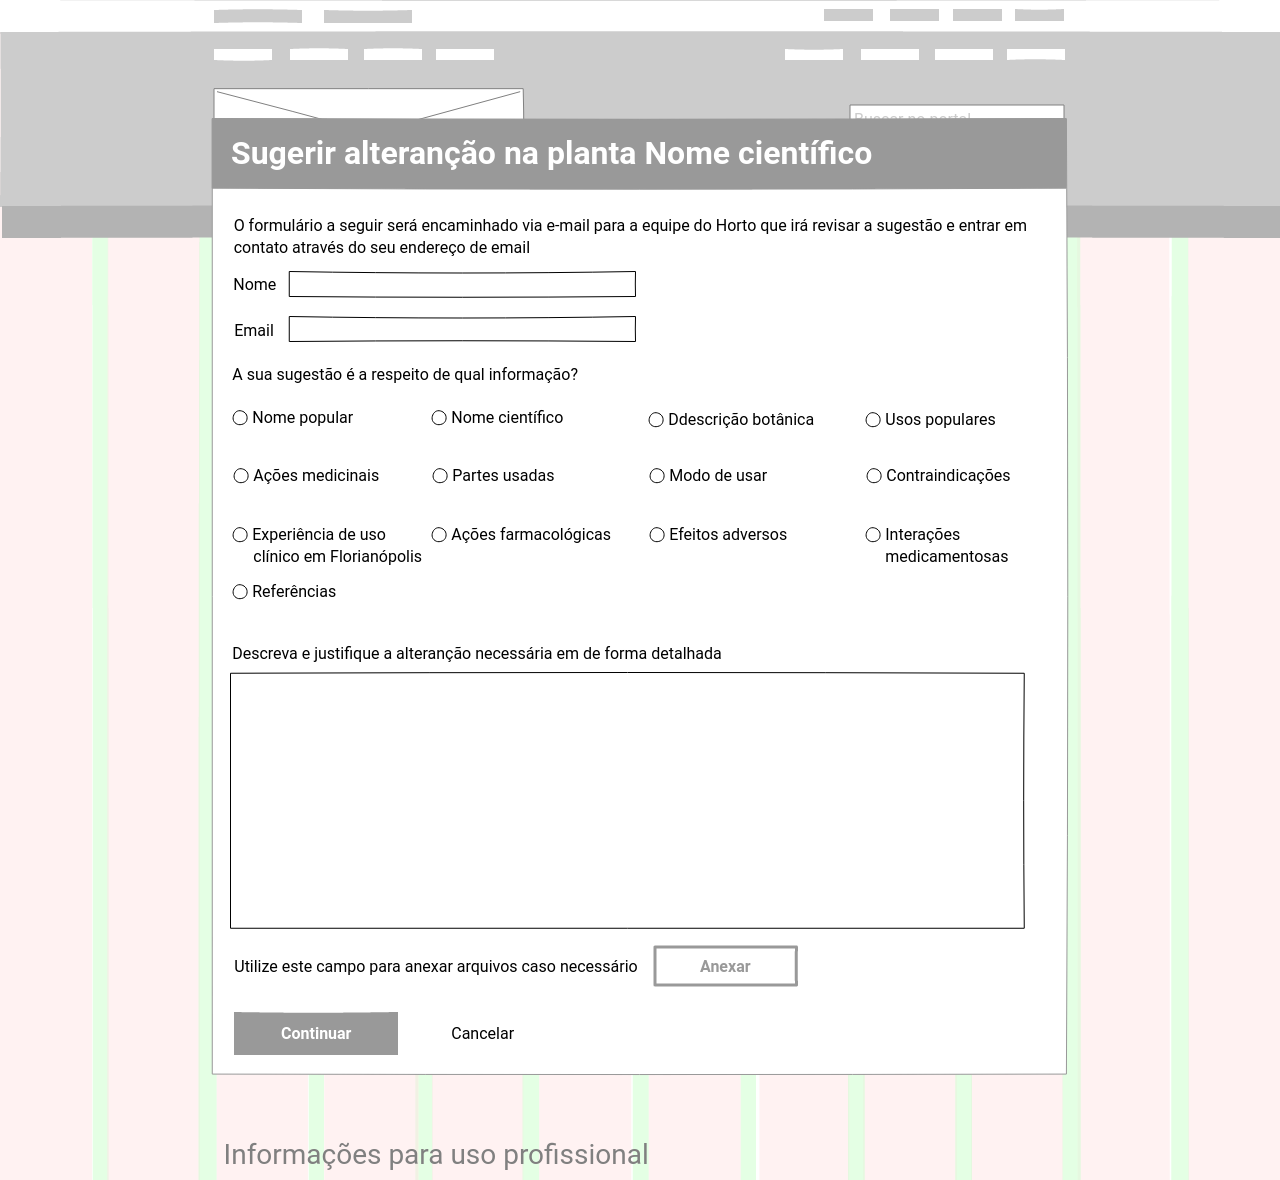 Buscar no portal
Sugerir alteranção na planta Nome científico
O formulário a seguir será encaminhado via e-mail para a equipe do Horto que irá revisar a sugestão e entrar em
contato através do seu endereço de email
Nome
Email
A sua sugestão é a respeito de qual informação?
Nome popular Nome científico Ddescrição botânica Usos populares
Ações medicinais Partes usadas Modo de usar Contraindicações
Experiência de uso Ações farmacológicas Efeitos adversos Interações
clínico em Florianópolis medicamentosas
Referências
Descreva e justifique a alteranção necessária em de forma detalhada
Utilize este campo para anexar arquivos caso necessário Anexar
Continuar Cancelar
Informações para uso profissional